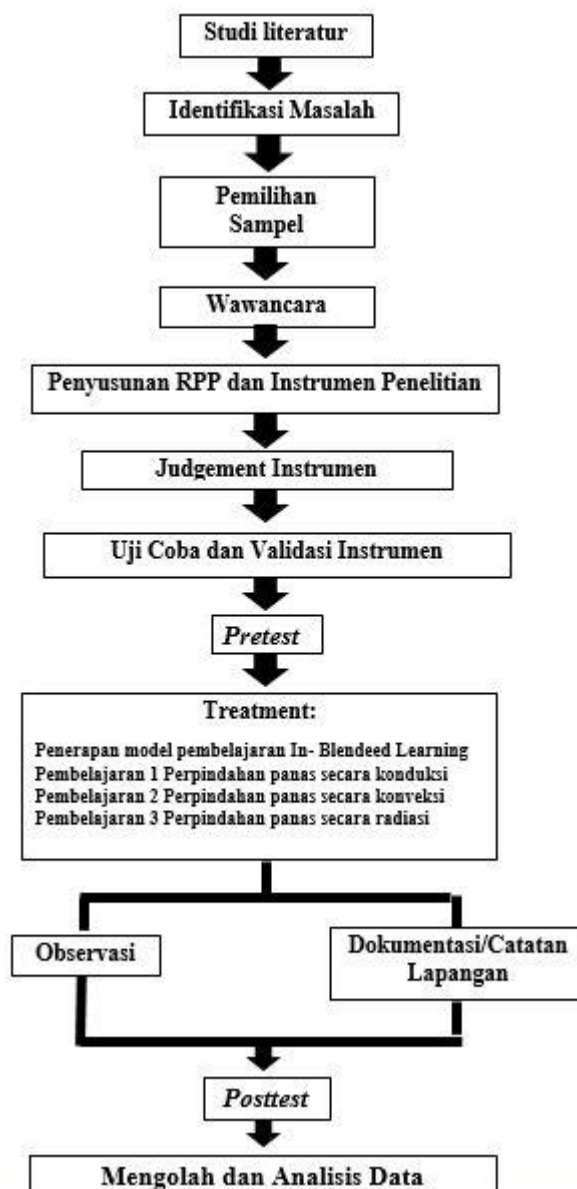 Studi literatur
Identifikasi Masalah
Pemilihan
Sampel
Wawancara
Penyusunan RPP dan Instrumen Penelitian
Judgement Instrumen
Uji Coba dan Validasi Instrumen
Pretest
Treatment:
Penerapan model pembelajaran In- Blendeed Learning
Pembelajaran 1 Perpindahan panas secara konduksi
Pembelajaran 2 Perpindahan panas secara konveksi
Pembelajaran 3 Perpindahan panas secara radiasi
Observasi
Dokumentasi/Catatan
Lapangan
Posttest
Mengolah dan Analisis Data